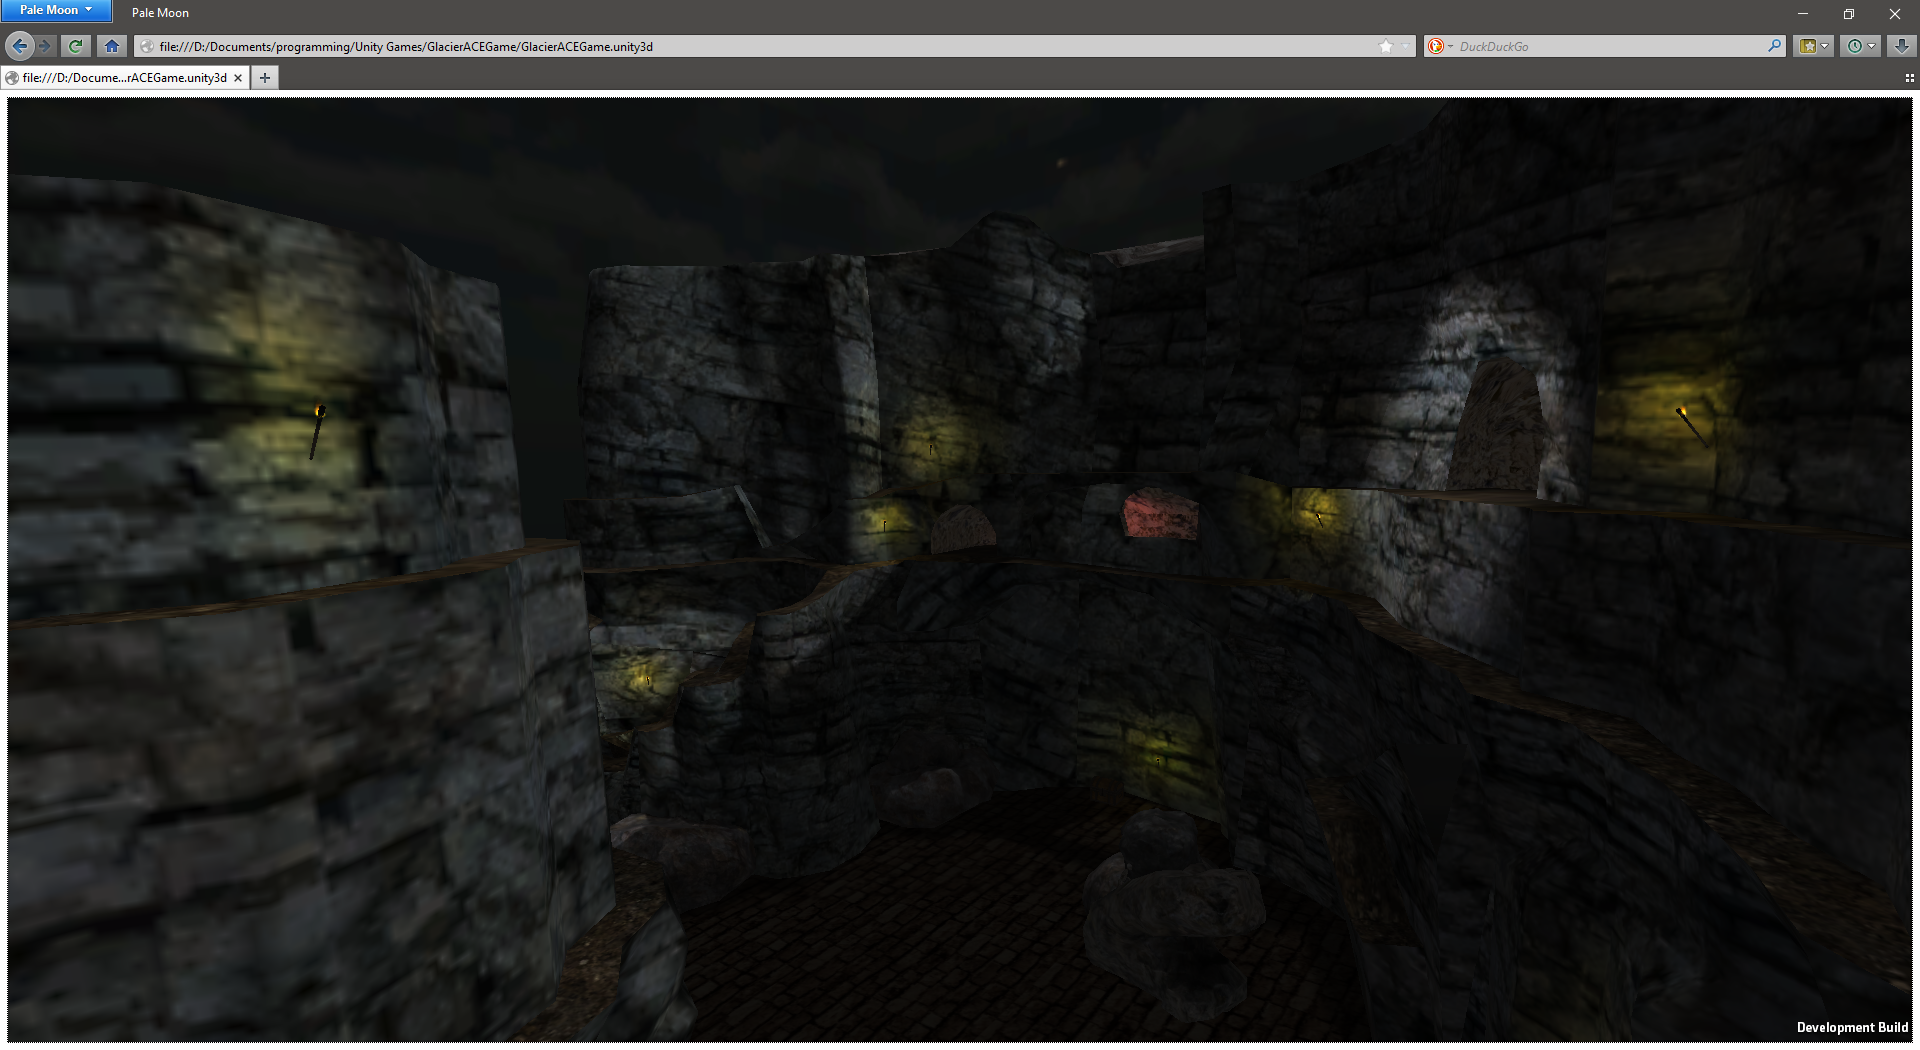 Pale Moon
Pale Moon
file:///D:/Documents/programming/Unity Games/GlacierACEGame/GlacierACEGame.unity3d
DuckDuckGo
file:///D:/Docume...rACEGame.unity3d
Development Build